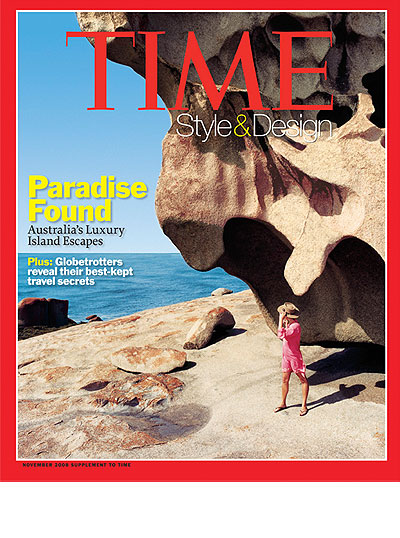 TIME
Style&Design
Paradise
Found
Australia's Luxury
Island Escapes
Plus: Globetrotters
reveal their best-kept
travel secrets
NOVEMBER 2008 SUPPLEMENT TO TIME